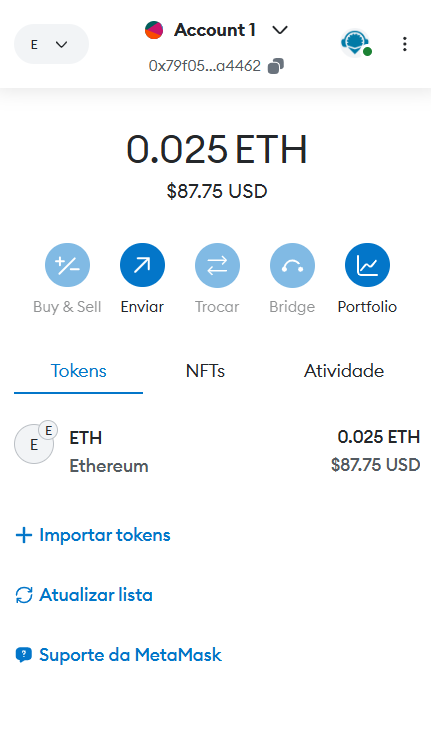 E
Account 1
0x79f05...a4462
0.025 ETH
$87.75 USD
Buy & Sell Enviar Trocar Bridge Portfolio
Tokens NFTs Atividade
E
E
ETH 0.025 ETH
Ethereum $87.75 USD
Importar tokens
Atualizar lista
Suporte da MetaMask